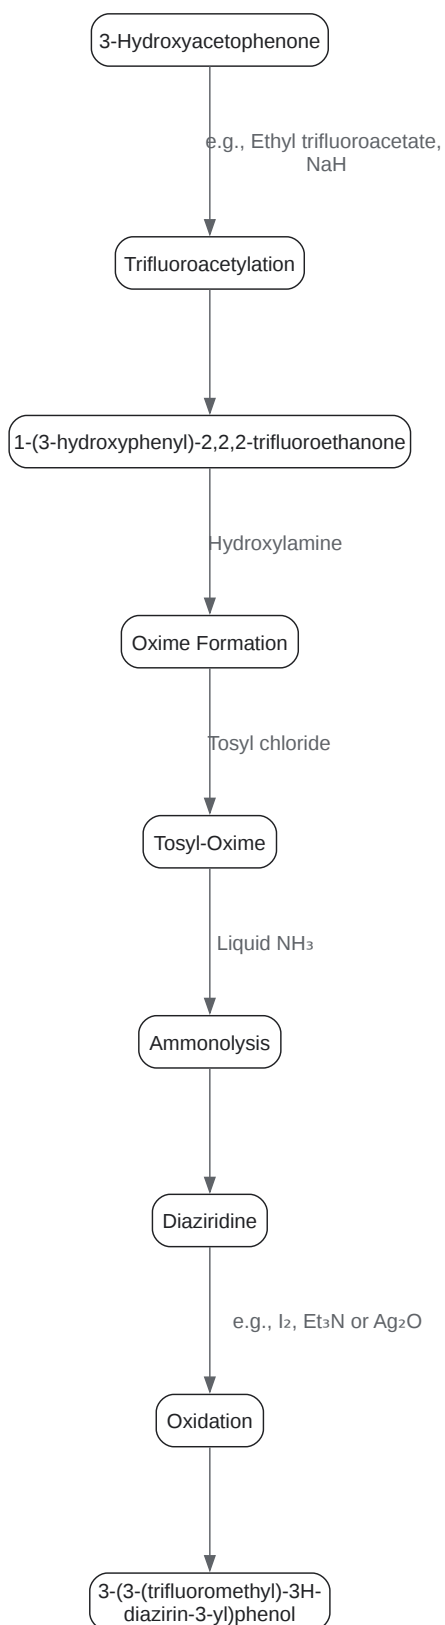 3-Hydroxyacetophenone
e.g., Ethyl trifluoroacetate,
NaH
Trifluoroacetylation
1-(3-hydroxyphenyl)-2,2,2-trifluoroethanone
Hydroxylamine
Oxime Formation
Tosyl chloride
Tosyl-Oxime
Liquid NH₃
Ammonolysis
Diaziridine
e.g., I₂, Et₃N or Ag₂O
Oxidation
3-(3-(trifluoromethyl)-3H-
diazirin-3-yl)phenol